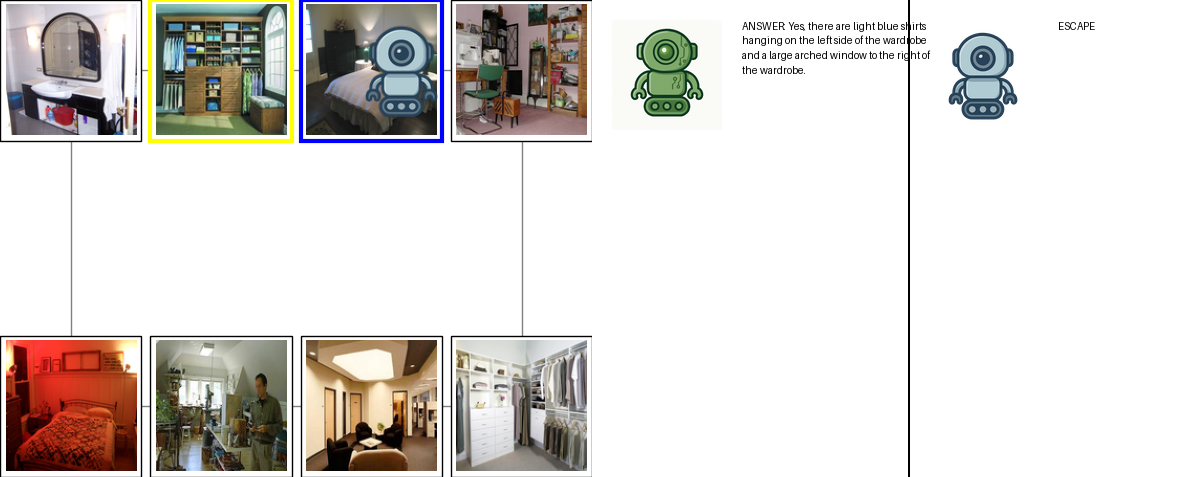 ANSWER: Yes, there are light blue shirts
hanging on the left side of the wardrobe
and a large arched window to the right of
the wardrobe.
ESCAPE